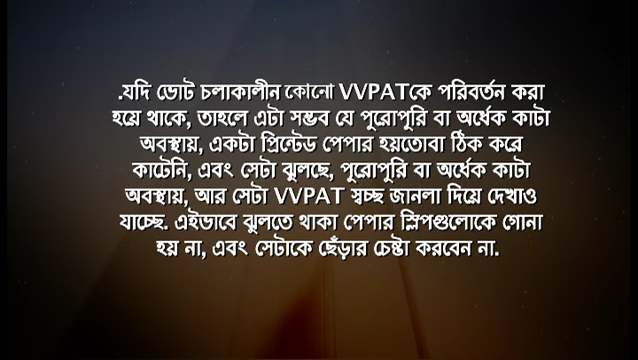 .যদি ভোট চলাকালীন কোনো VVPATকে পরিবর্তন করা
হয়ে থাকে, তাহলে এটা সম্ভব যে পুরোপুরি বা অর্ধেক কাটা
অবস্থায়, একটা প্রিন্টেড পেপার হয়তোবা ঠিক করে
কাটেনি, এবং সেটা ঝুলছে, পুরোপুরি বা অর্ধেক কাটা
অবস্থায়, আর সেটা VVPAT স্বচ্ছ জানলা দিয়ে দেখাও
যাচ্ছে. এইভাবে ঝুলতে থাকা পেপার স্লিপগুলোকে গোনা
হয় না, এবং সেটাকে ছেঁড়ার চেষ্টা করবেন না.